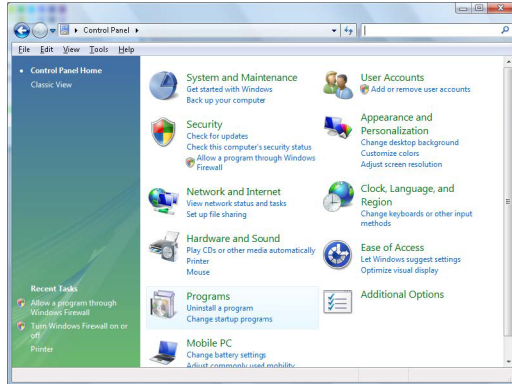 Control Panel
File Edit View Tools Help
Control Panel Home
Classic View
System and Maintenance
Get started with Windows
Back up your computer
Security
Check for updates
Check this computer's security status
Allow a program through Windows
Firewall
Network and Internet
View network status and tasks
Set up file sharing
Hardware and Sound
Play CDs or other media automatically
Printer
Mouse
Programs
Uninstall a program
Change startup programs
Mobile PC
Change battery settings
Adjust commonly used mobility
User Accounts
Add or remove user accounts
Appearance and
Personalization
Change desktop background
Customize colors
Adjust screen resolution
Clock, Language, and
Region
Change keyboards or other input
methods
Ease of Access
Let Windows suggest settings
Optimize visual display
Additional Options
Recent Tasks
Allow a program through
Windows Firewall
Turn Windows Firewall on or
off
Printer